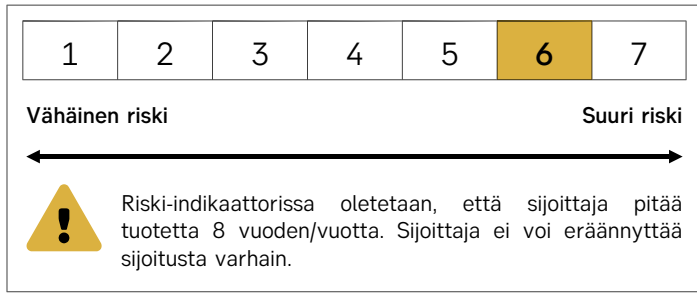 1 2 3 4 5 6 7
Vähäinen riski Suuri riski
Riski-indikaattorissa oletetaan, että sijoittaja pitää
tuotetta 8 vuoden/vuotta. Sijoittaja ei voi eräännyttää
sijoitusta varhain.